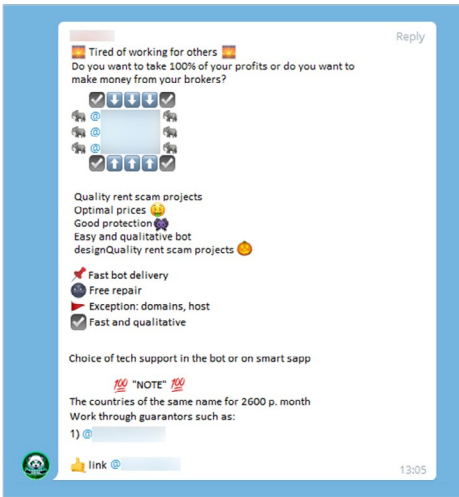 Reply
Tired of working for others
Do you want to take 100% of your profits or do you want to
make money from your brokers?
@
@
@
Quality rent scam projects
Optimal prices
Good protection
Easy and qualitative bot
designQuality rent scam projects
Fast bot delivery
Free repair
Exception: domains, host
Fast and qualitative
Choice of tech support in the bot or on smart sapp
💯 "NOTE" 💯
The countries of the same name for 2600 p. month
Work through guarantors such as:
1) @
link @
13:05